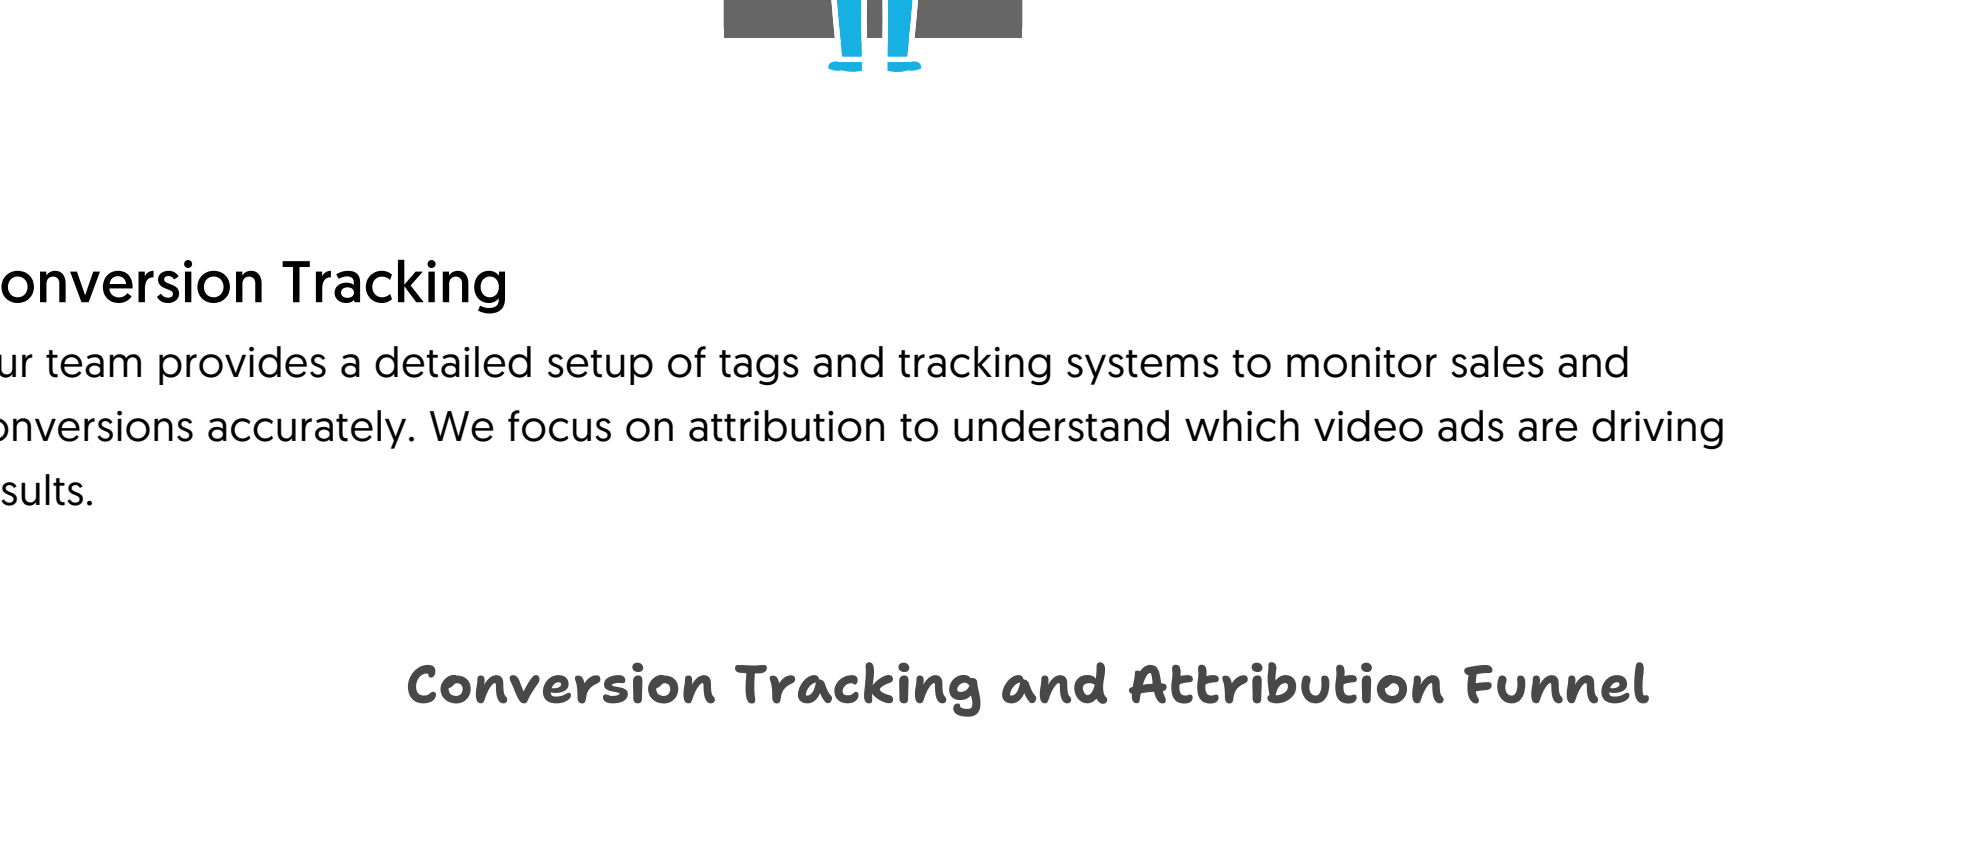 onversion Tracking
ur team provides a detailed setup of tags and tracking systems to monitor sales and
onversions accurately. We focus on attribution to understand which video ads are driving
sults.
Conversion Tracking and Attribution Funnel